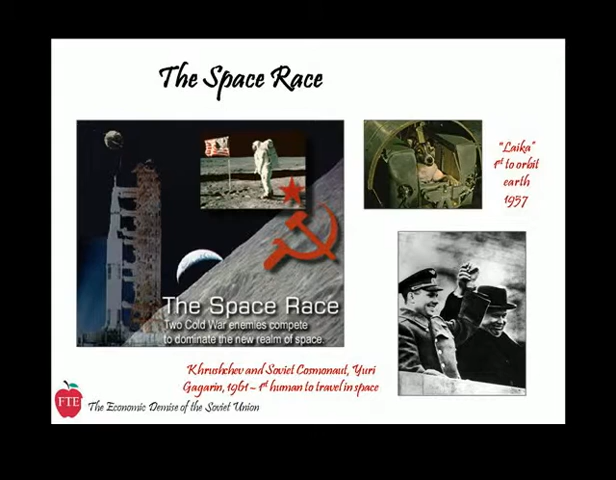 The Space Race
"Laika"
1st to orbit
earth
1957
The Space Race
Two Cold War enemies compete
to dominate the new realm of space.
Khrushchev and Soviet Cosmonaut, Yuri
Gagarin, 1961 – 1st human to travel in space
FTE
The Economic Demise of the Soviet Union